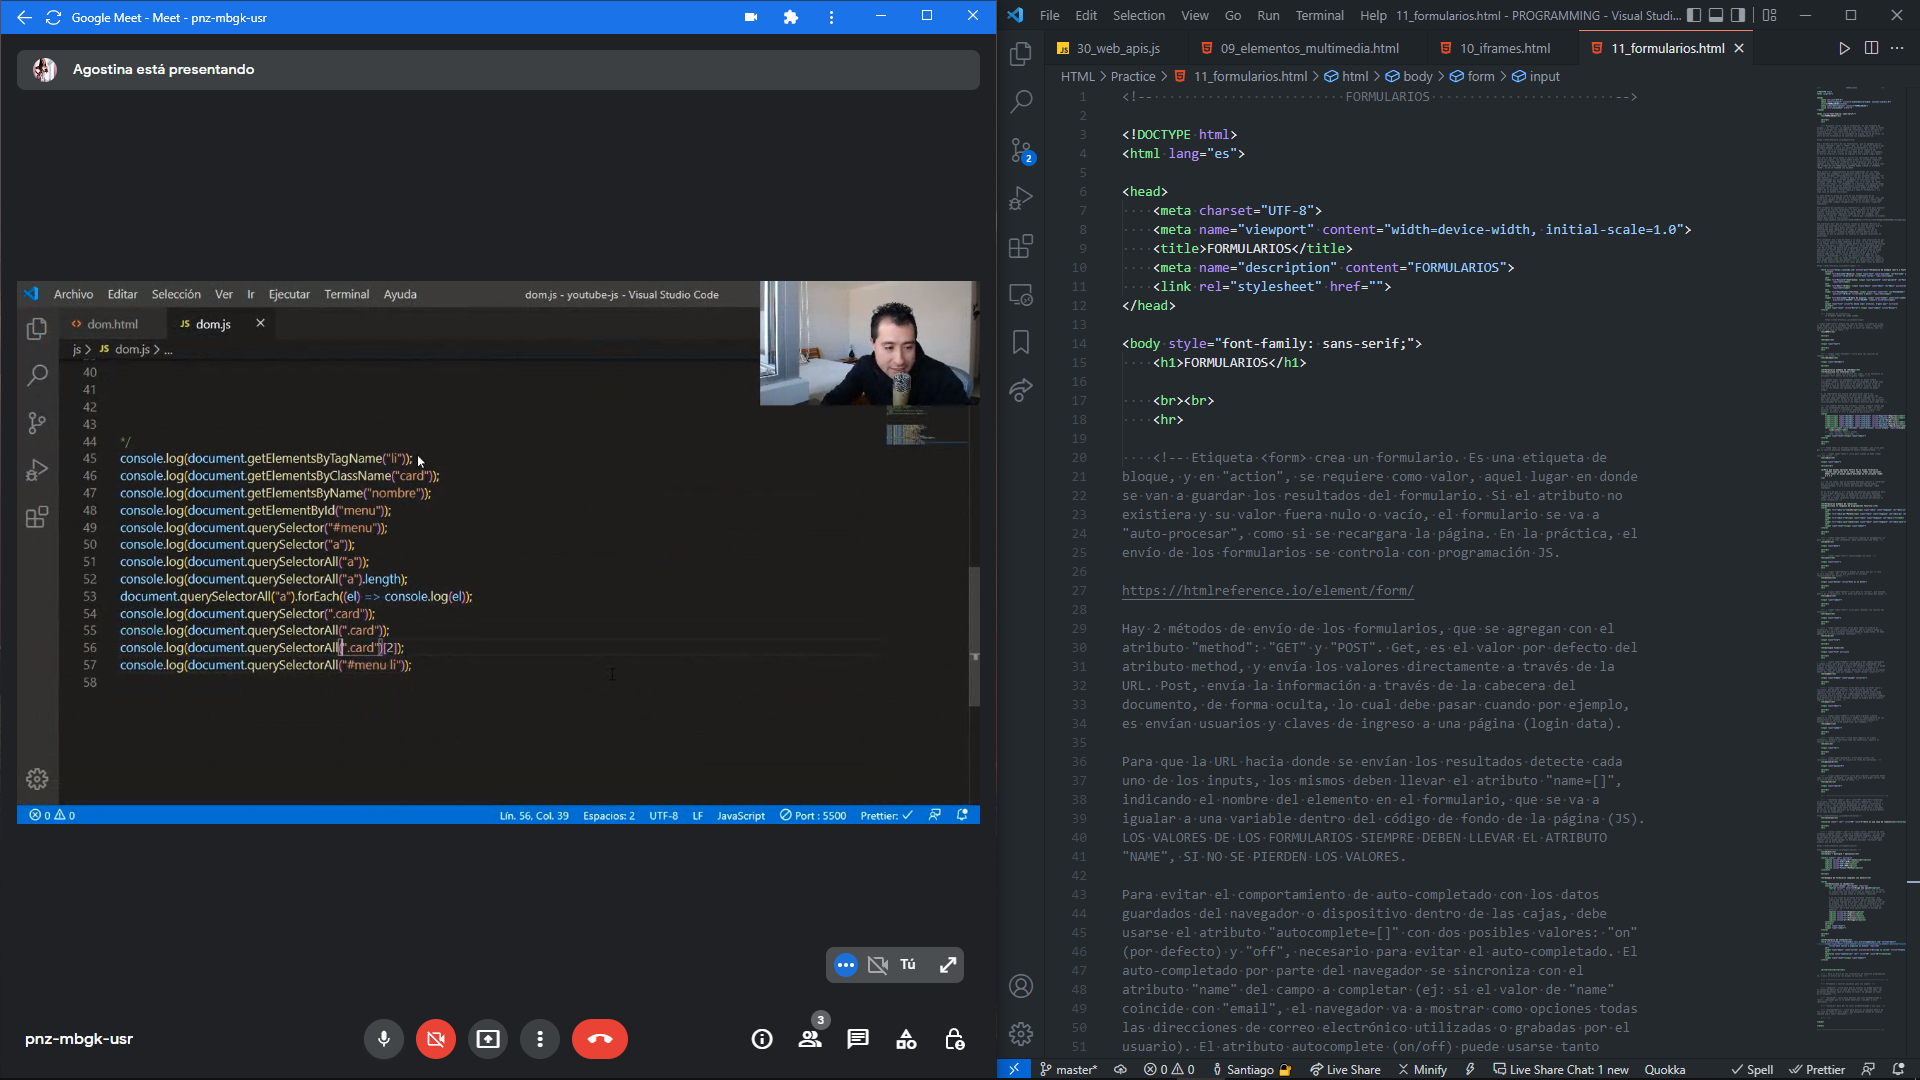 Google Meet - Meet - pnz-mbgk-usr
Agostina está presentando
Archivo Editar Selección Ver Ir Ejecutar Terminal Ayuda
dom.js - youtube-js - Visual Studio Code
dom.html
JS dom.js
js > JS dom.js > ...
40
41
42
43
44 */
45 console.log(document.getElementsByTagName("li"));
46 console.log(document.getElementsByClassName("card"));
47 console.log(document.getElementsByName("nombre"));
48 console.log(document.getElementById("menu"));
49 console.log(document.querySelector("#menu"));
50 console.log(document.querySelector("a"));
51 console.log(document.querySelectorAll("a"));
52 console.log(document.querySelectorAll("a").length);
53 document.querySelectorAll("a").forEach((el) => console.log(el));
54 console.log(document.querySelector(".card"));
55 console.log(document.querySelectorAll(".card"));
56 console.log(document.querySelectorAll(".card")[2]);
57 console.log(document.querySelectorAll("#menu li"));
58
0 0
Lín. 56, Col. 39 Espacios: 2 UTF-8 LF JavaScript Port : 5500 Prettier: ✓
Tú
pnz-mbgk-usr
3
File Edit Selection View Go Run Terminal Help
11_formularios.html - PROGRAMMING - Visual Studi...
JS 30_web_apis.js
09_elementos_multimedia.html
10_iframes.html
11_formularios.html
HTML > Practice > 11_formularios.html > html > body > form > input
2
1 <!-- FORMULARIOS -->
2
3 <!DOCTYPE html>
4 <html lang="es">
5
6 <head>
7 <meta charset="UTF-8">
8 <meta name="viewport" content="width=device-width, initial-scale=1.0">
9 <title>FORMULARIOS</title>
10 <meta name="description" content="FORMULARIOS">
11 <link rel="stylesheet" href="">
12 </head>
13
14 <body style="font-family: sans-serif;">
15 <h1>FORMULARIOS</h1>
16
17 <br><br>
18 <hr>
19
20 <!-- Etiqueta <form> crea un formulario. Es una etiqueta de
21 bloque, y en "action", se requiere como valor, aquel lugar en donde
22 se van a guardar los resultados del formulario. Si el atributo no
23 existiera y su valor fuera nulo o vacío, el formulario se va a
24 "auto-procesar", como si se recargara la página. En la práctica, el
25 envío de los formularios se controla con programación JS.
26
27 https://htmlreference.io/element/form/
28
29 Hay 2 métodos de envío de los formularios, que se agregan con el
30 atributo "method": "GET" y "POST". Get, es el valor por defecto del
31 atributo method, y envía los valores directamente a través de la
32 URL. Post, envía la información a través de la cabecera del
33 documento, de forma oculta, lo cual debe pasar cuando por ejemplo,
34 es envían usuarios y claves de ingreso a una página (login data).
35
36 Para que la URL hacia donde se envían los resultados detecte cada
37 uno de los inputs, los mismos deben llevar el atributo "name=[]",
38 indicando el nombre del elemento en el formulario, que se va a
39 igualar a una variable dentro del código de fondo de la página (JS).
40 LOS VALORES DE LOS FORMULARIOS SIEMPRE DEBEN LLEVAR EL ATRIBUTO
41 "NAME", SI NO SE PIERDEN LOS VALORES.
42
43 Para evitar el comportamiento de auto-completado con los datos
44 guardados del navegador o dispositivo dentro de las cajas, debe
45 usarse el atributo "autocomplete=[]" con dos posibles valores: "on"
46 (por defecto) y "off", necesario para evitar el auto-completado. El
47 auto-completado por parte del navegador se sincroniza con el
48 atributo "name" del campo a completar (ej: si el valor de "name"
49 coincide con "email", el navegador va a mostrar como opciones todas
50 las direcciones de correo electrónico utilizadas o grabadas por el
51 usuario). El atributo autocomplete (on/off) puede usarse tanto
master* 0 0 Santiago Live Share Minify Live Share Chat: 1 new Quokka Spell Prettier